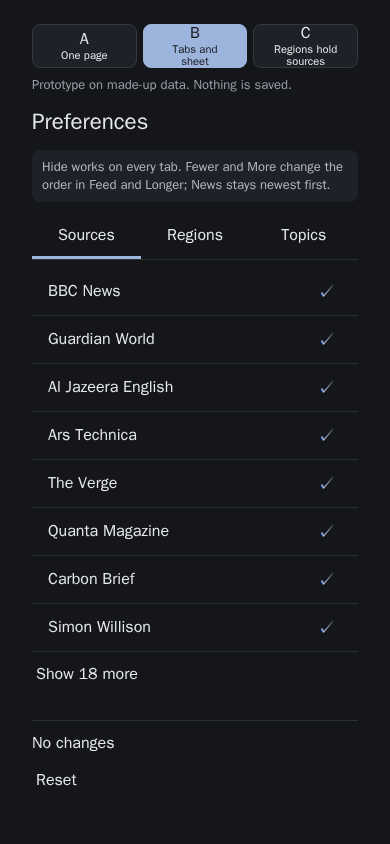 A
One page
B
Tabs and
sheet
C
Regions hold
sources
Prototype on made-up data. Nothing is saved.
Preferences
Hide works on every tab. Fewer and More change the
order in Feed and Longer; News stays newest first.
Sources
Regions
Topics
BBC News ✓
Guardian World ✓
Al Jazeera English ✓
Ars Technica ✓
The Verge ✓
Quanta Magazine ✓
Carbon Brief ✓
Simon Willison ✓
Show 18 more
No changes
Reset